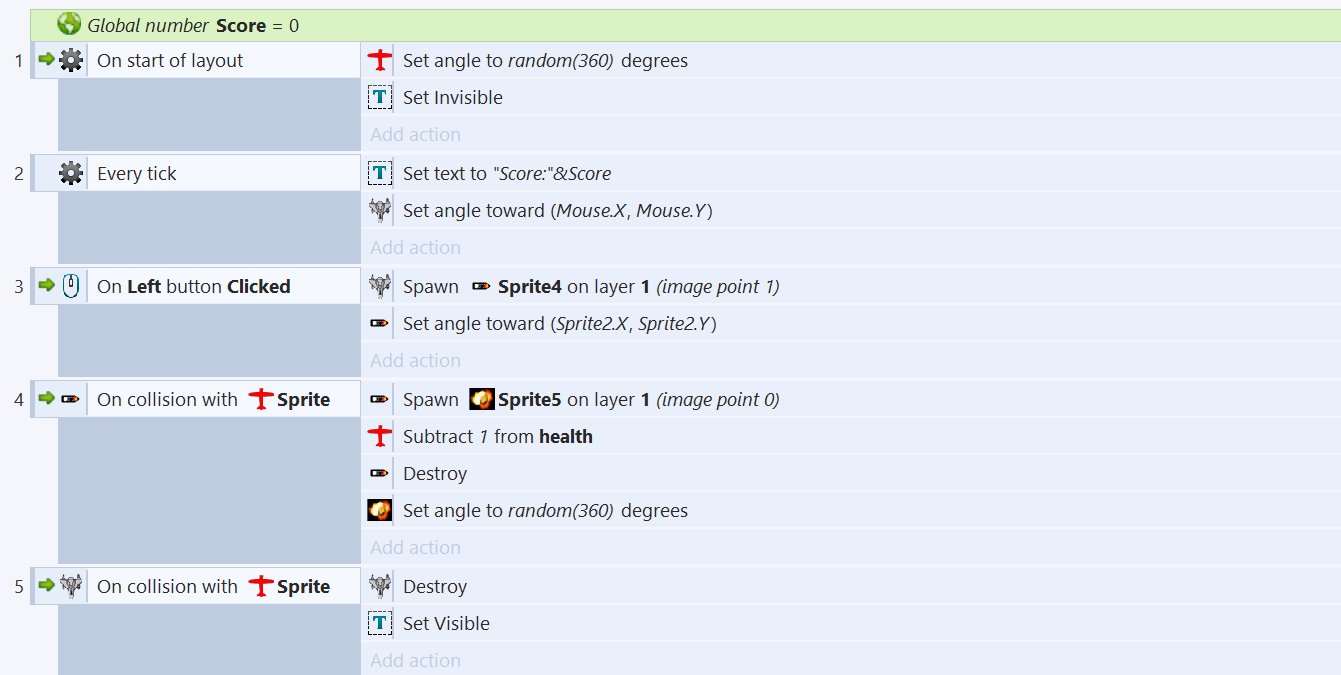 Global number Score = 0
1 On start of layout Set angle to random(360) degrees
T Set Invisible
Add action
2 Every tick T Set text to "Score:"&Score
Set angle toward (Mouse.X, Mouse.Y)
Add action
3 On Left button Clicked Spawn Sprite4 on layer 1 (image point 1)
Set angle toward (Sprite2.X, Sprite2.Y)
Add action
4 On collision with Sprite Spawn Sprite5 on layer 1 (image point 0)
Subtract 1 from health
Destroy
Set angle to random(360) degrees
Add action
5 On collision with Sprite Destroy
T Set Visible
Add action